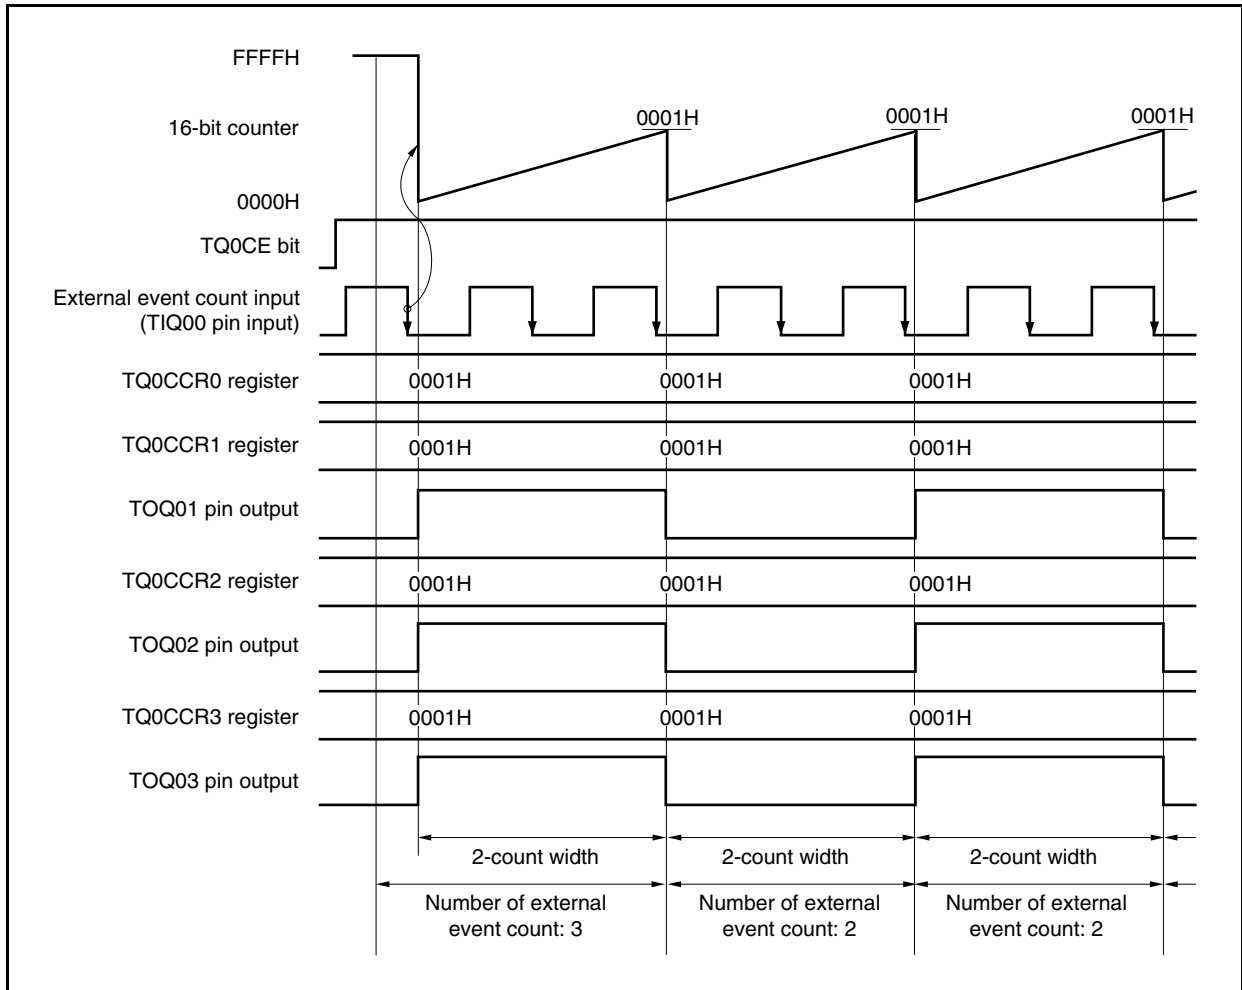 FFFFH
16-bit counter
0001H 0001H 0001H
0000H
TQ0CE bit
External event count input
(TIQ00 pin input)
TQ0CCR0 register 0001H 0001H 0001H
TQ0CCR1 register 0001H 0001H 0001H
TOQ01 pin output
TQ0CCR2 register 0001H 0001H 0001H
TOQ02 pin output
TQ0CCR3 register 0001H 0001H 0001H
TOQ03 pin output
2-count width 2-count width 2-count width
Number of external Number of external Number of external
event count: 3 event count: 2 event count: 2